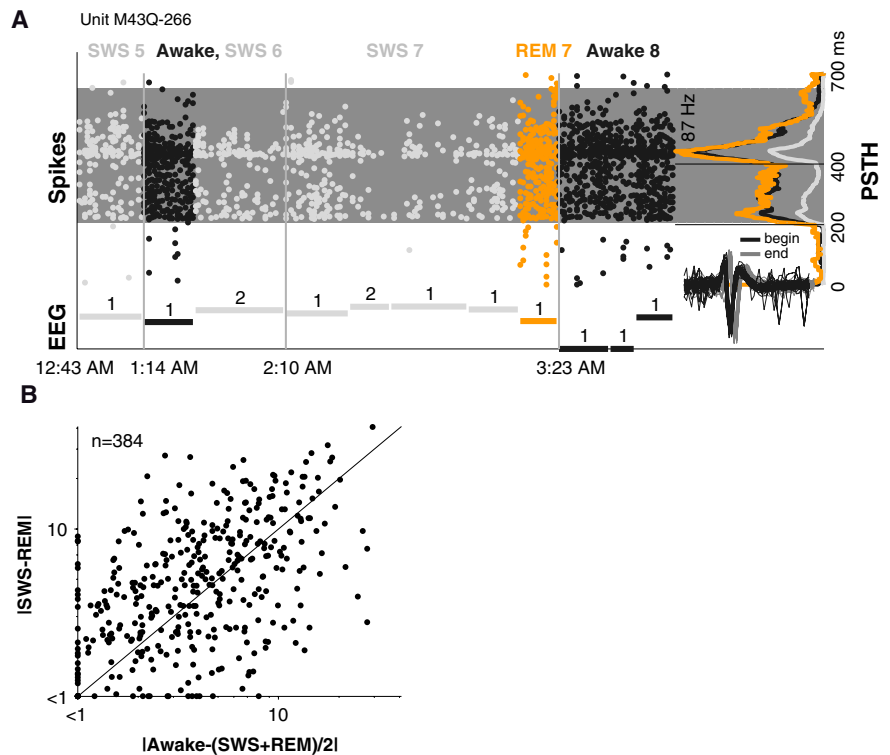 Unit M43Q-266
A
SWS 5 Awake, SWS 6 SWS 7 REM 7 Awake 8
700 ms
400
200
0
PSTH
87 Hz
Spikes
EEG
begin
end
1 1 2 1 2 1 1 1 1 1 1
12:43 AM 1:14 AM 2:10 AM 3:23 AM
B
n=384
|SWS-REM|
10
<1
<1 10
|Awake-(SWS+REM)/2|